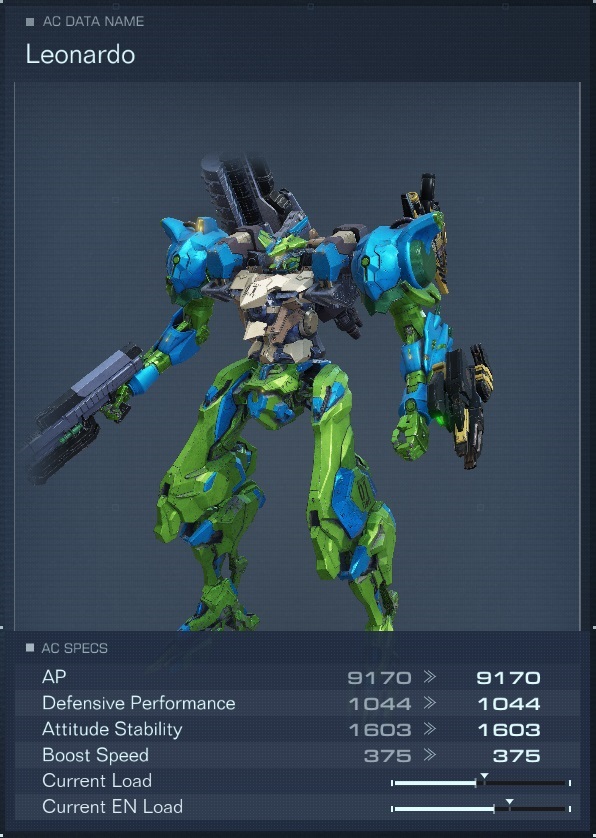 AC DATA NAME
Leonardo
AC SPECS
AP 9170 >> 9170
Defensive Performance 1044 >> 1044
Attitude Stability 1603 >> 1603
Boost Speed 375 >> 375
Current Load
Current EN Load